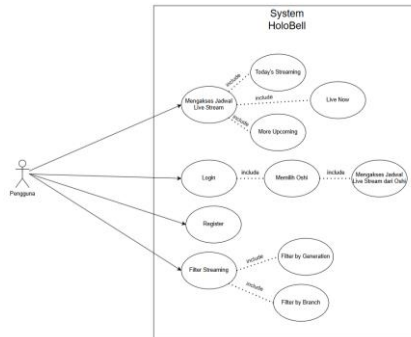 System
HoloBell
Today's Streaming
include
Mengakses Jadwal
Live Stream
include
Live Now
include
More Upcoming
Pengguna
Login
include
Memilih Oshi
include
Mengakses Jadwal
Live Stream dari Oshi
Register
Filter Streaming
include
Filter by Generation
include
Filter by Branch